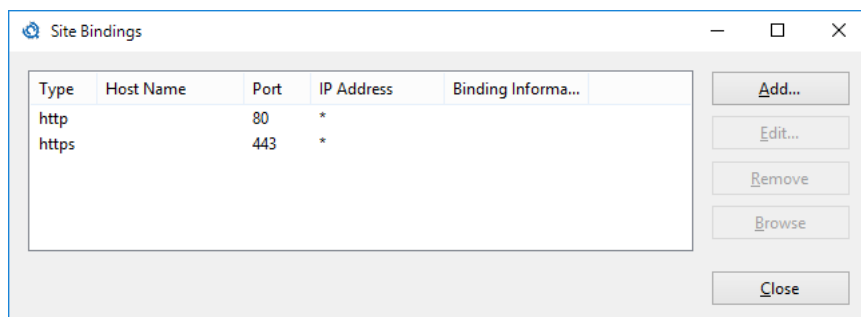 Site Bindings
Type Host Name Port IP Address Binding Informa...
http 80 *
https 443 *
Add...
Edit...
Remove
Browse
Close